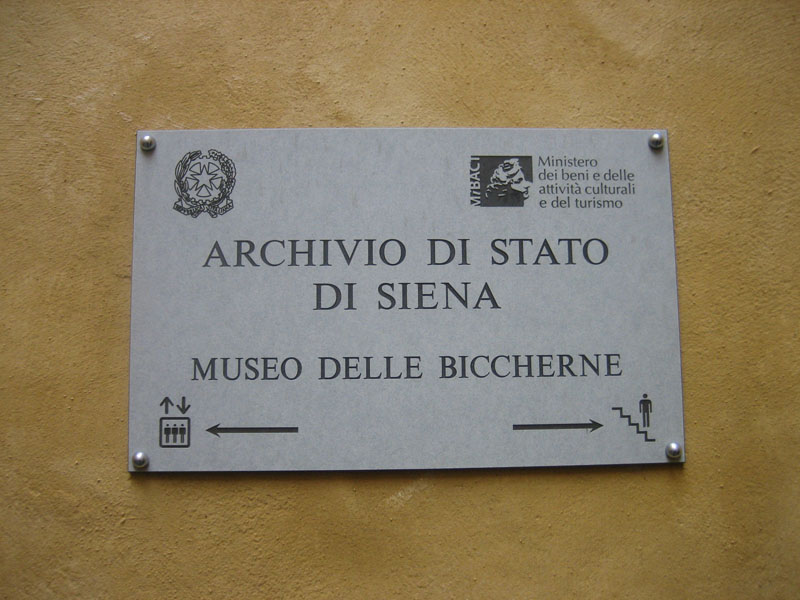 MiBACT
Ministero
dei beni e delle
attività culturali
e del turismo
ARCHIVIO DI STATO
DI SIENA
MUSEO DELLE BICCHERNE